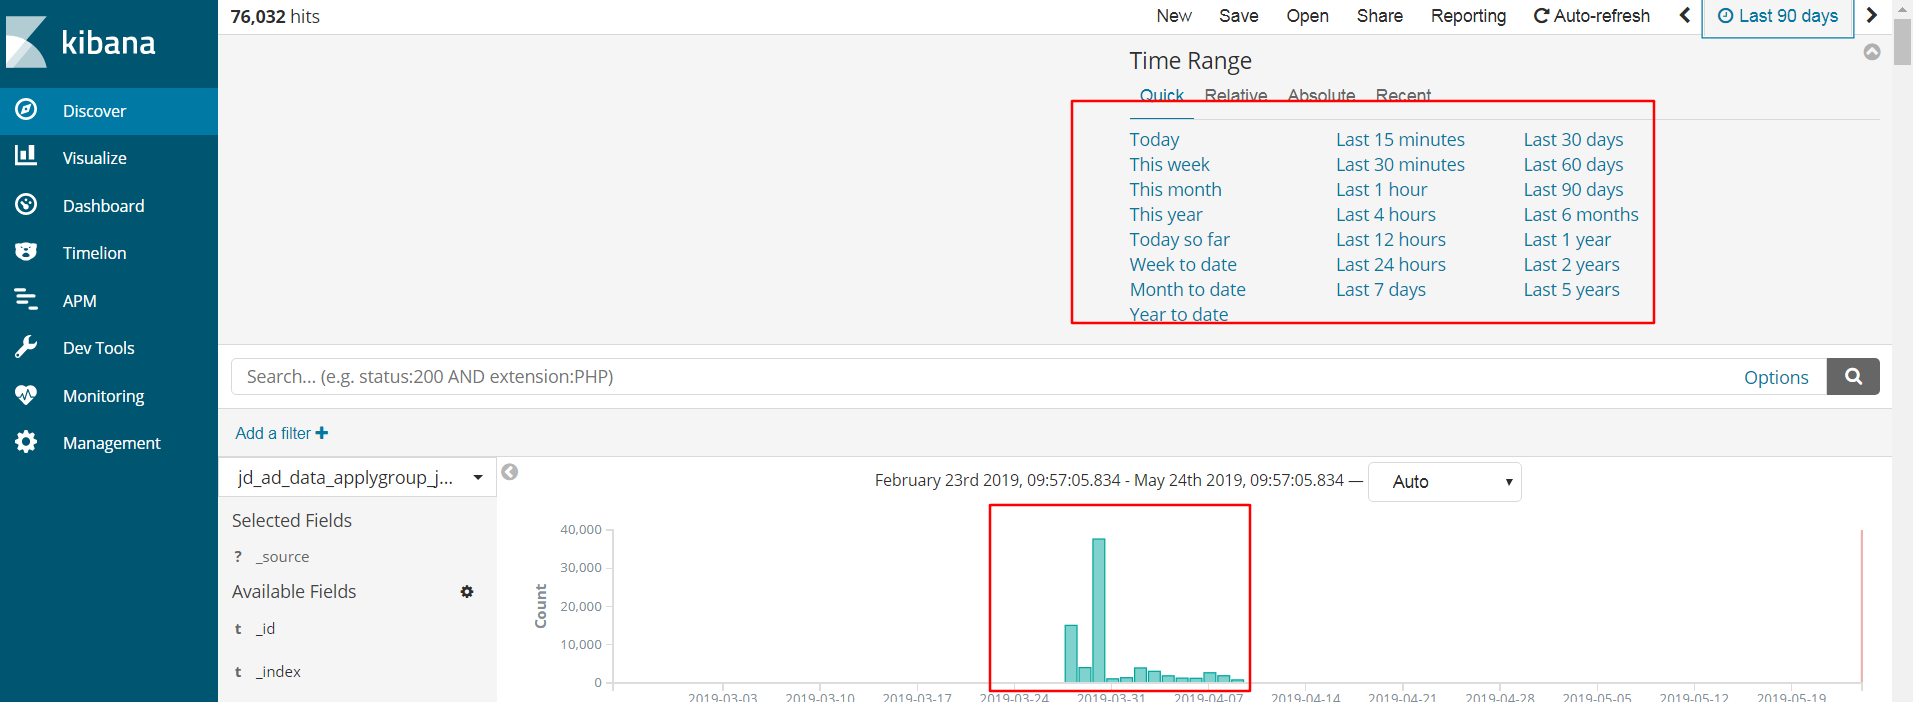 76,032 hits
New Save Open Share Reporting Auto-refresh Last 90 days
kibana
Discover
Visualize
Dashboard
Timelion
APM
Dev Tools
Monitoring
Management
Time Range
Quick Relative Absolute Recent
Today Last 15 minutes Last 30 days
This week Last 30 minutes Last 60 days
This month Last 1 hour Last 90 days
This year Last 4 hours Last 6 months
Today so far Last 12 hours Last 1 year
Week to date Last 24 hours Last 2 years
Month to date Last 7 days Last 5 years
Year to date
Search... (e.g. status:200 AND extension:PHP) Options
Add a filter +
jd_ad_data_applygroup_j...
Selected Fields
? _source
Available Fields
t _id
t _index
February 23rd 2019, 09:57:05.834 - May 24th 2019, 09:57:05.834 — Auto
Count
40,000
30,000
20,000
10,000
0
2019-03-03 2019-03-10 2019-03-17 2019-03-24 2019-03-31 2019-04-07 2019-04-14 2019-04-21 2019-04-28 2019-05-05 2019-05-12 2019-05-19